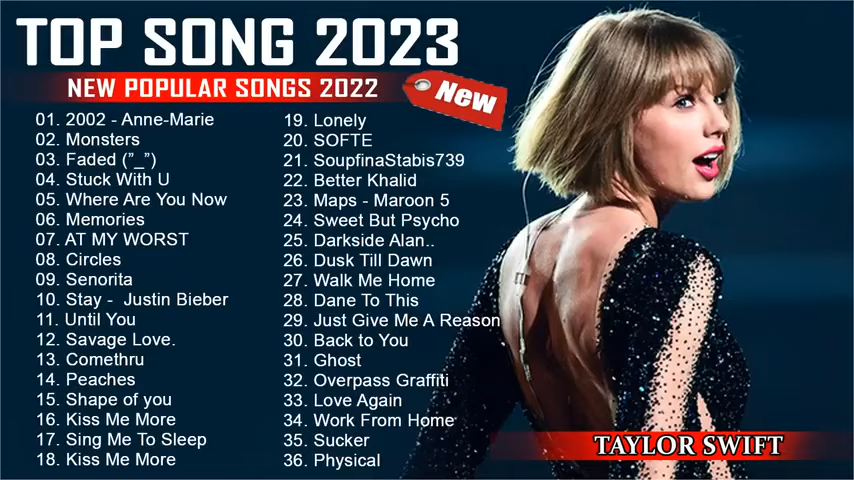 TOP SONG 2023
NEW POPULAR SONGS 2022
New
01. 2002 - Anne-Marie
02. Monsters
03. Faded ("_")
04. Stuck With U
05. Where Are You Now
06. Memories
07. AT MY WORST
08. Circles
09. Senorita
10. Stay -  Justin Bieber
11. Until You
12. Savage Love.
13. Comethru
14. Peaches
15. Shape of you
16. Kiss Me More
17. Sing Me To Sleep
18. Kiss Me More
19. Lonely
20. SOFTE
21. SoupfinaStabis739
22. Better Khalid
23. Maps - Maroon 5
24. Sweet But Psycho
25. Darkside Alan..
26. Dusk Till Dawn
27. Walk Me Home
28. Dane To This
29. Just Give Me A Reason
30. Back to You
31. Ghost
32. Overpass Graffiti
33. Love Again
34. Work From Home
35. Sucker
36. Physical
TAYLOR SWIFT